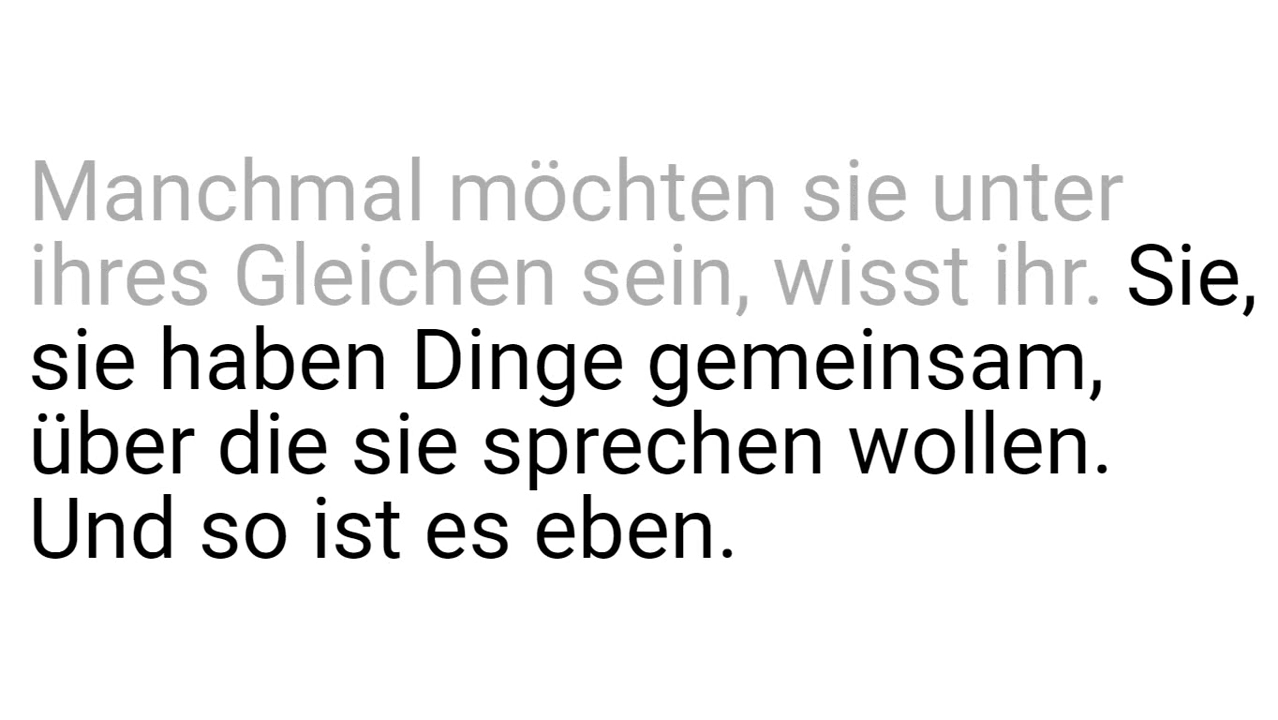 Manchmal möchten sie unter
ihres Gleichen sein, wisst ihr. Sie,
sie haben Dinge gemeinsam,
über die sie sprechen wollen.
Und so ist es eben.